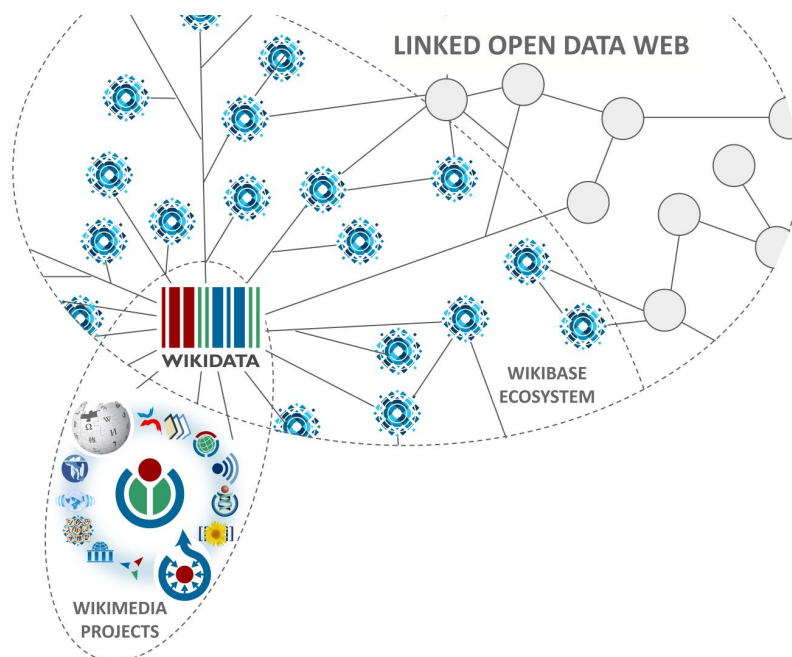 LINKED OPEN DATA WEB
WIKIDATA
WIKIBASE
ECOSYSTEM
WIKIMEDIA
PROJECTS